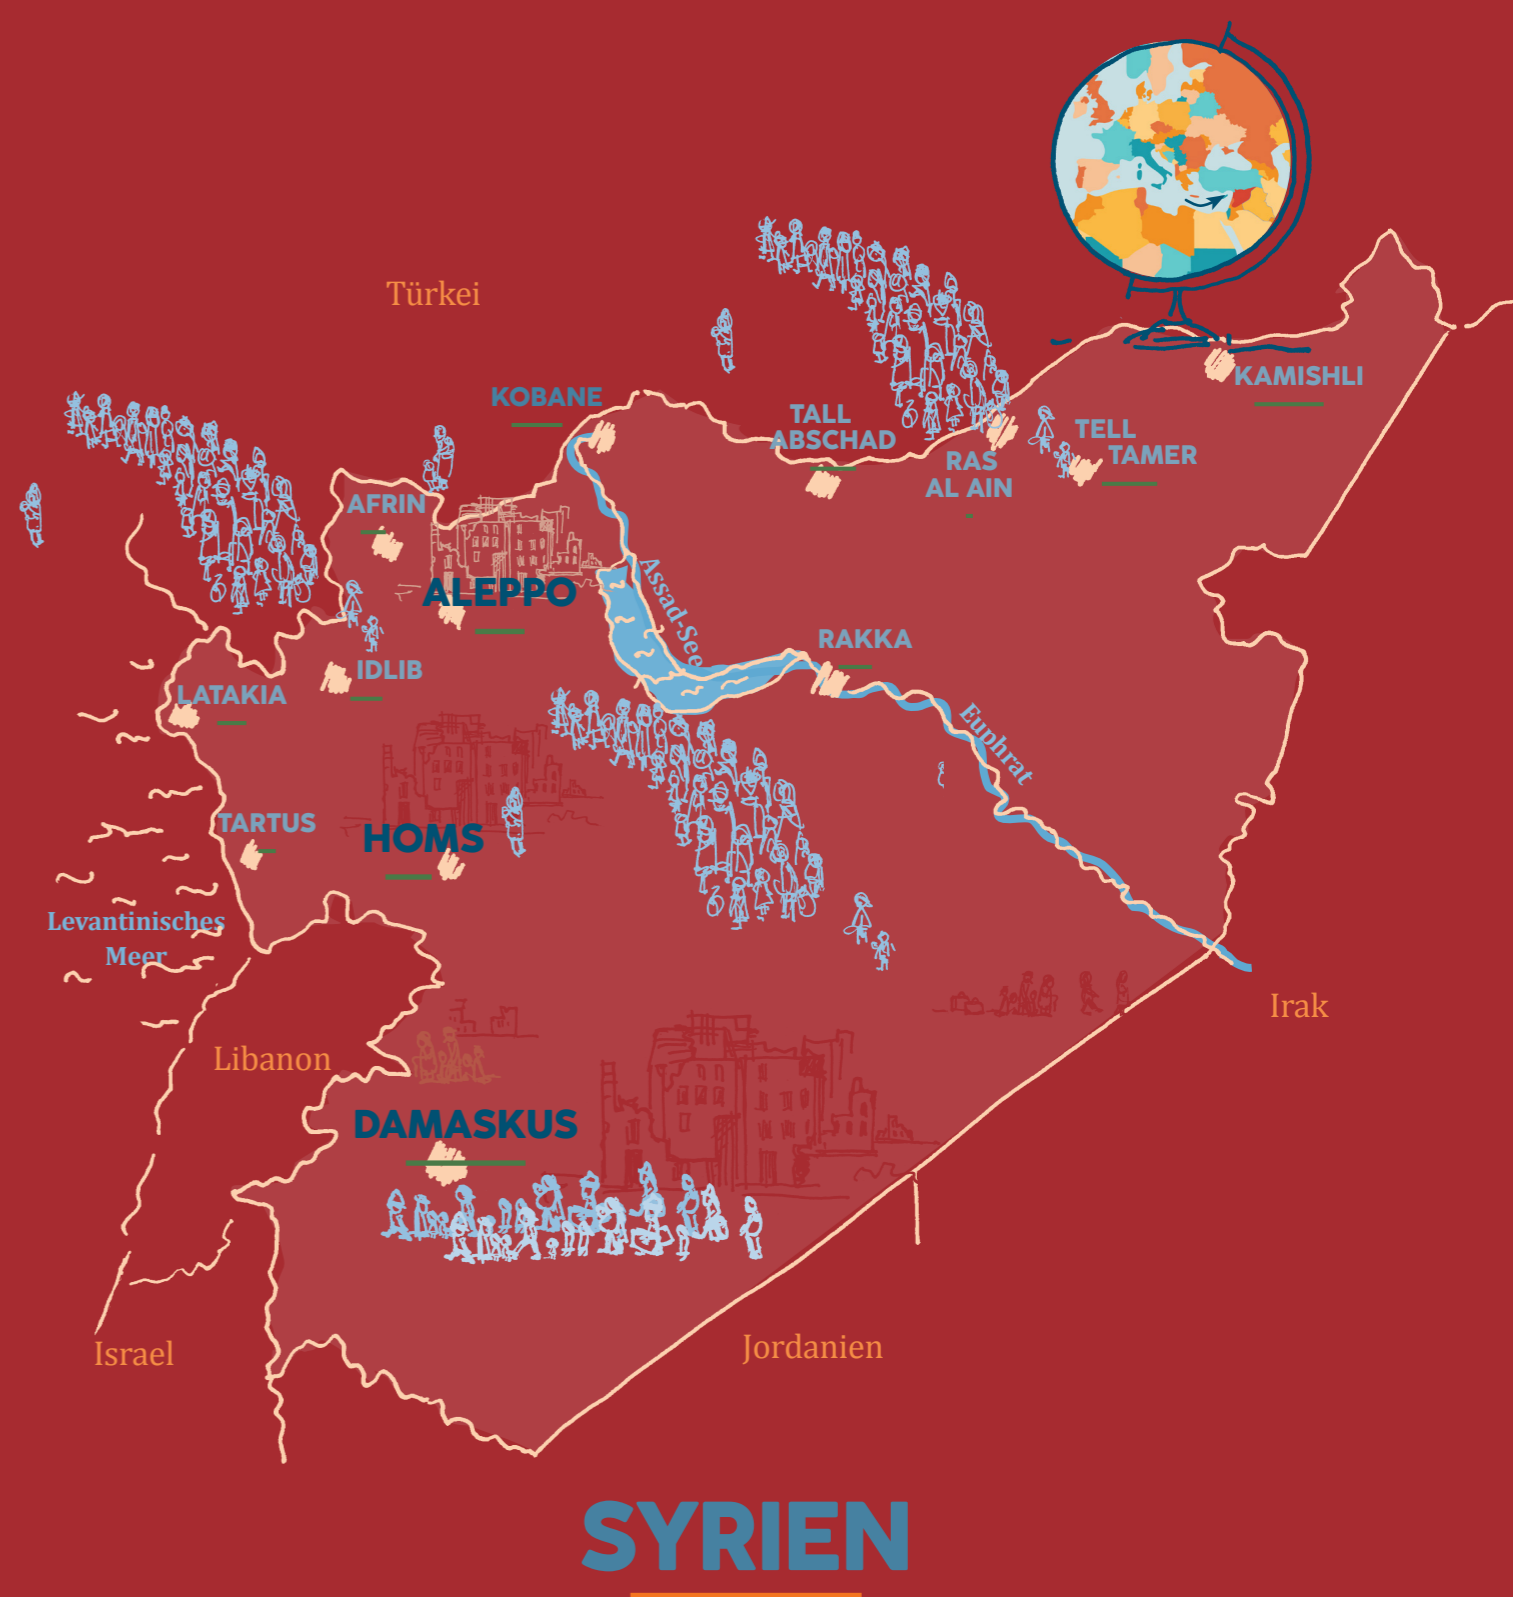 Türkei
KOBANE
KAMISHLI
TALL
ABSCHAD
TELL
TAMER
RAS
AL AIN
AFRIN
ALEPPO
Assad-See
RAKKA
IDLIB
LATAKIA
Euphrat
TARTUS
HOMS
Levantinisches
Meer
Irak
Libanon
DAMASKUS
Israel
Jordanien
SYRIEN